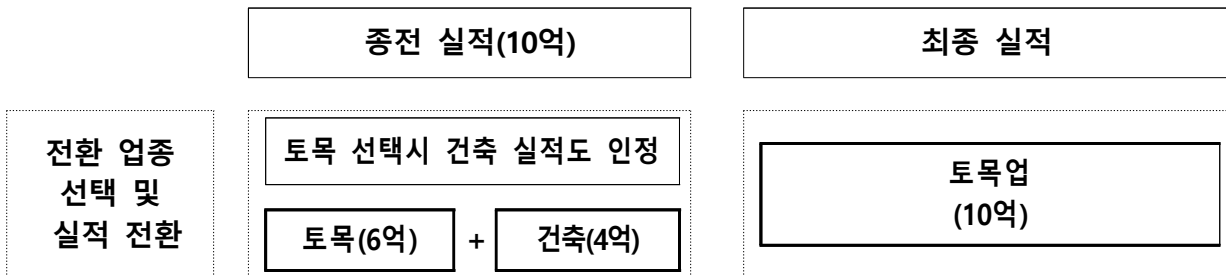 종전 실적(10억)
최종 실적
전환 업종
선택 및
실적 전환
토목 선택시 건축 실적도 인정
토목(6억) + 건축(4억)
토목업
(10억)